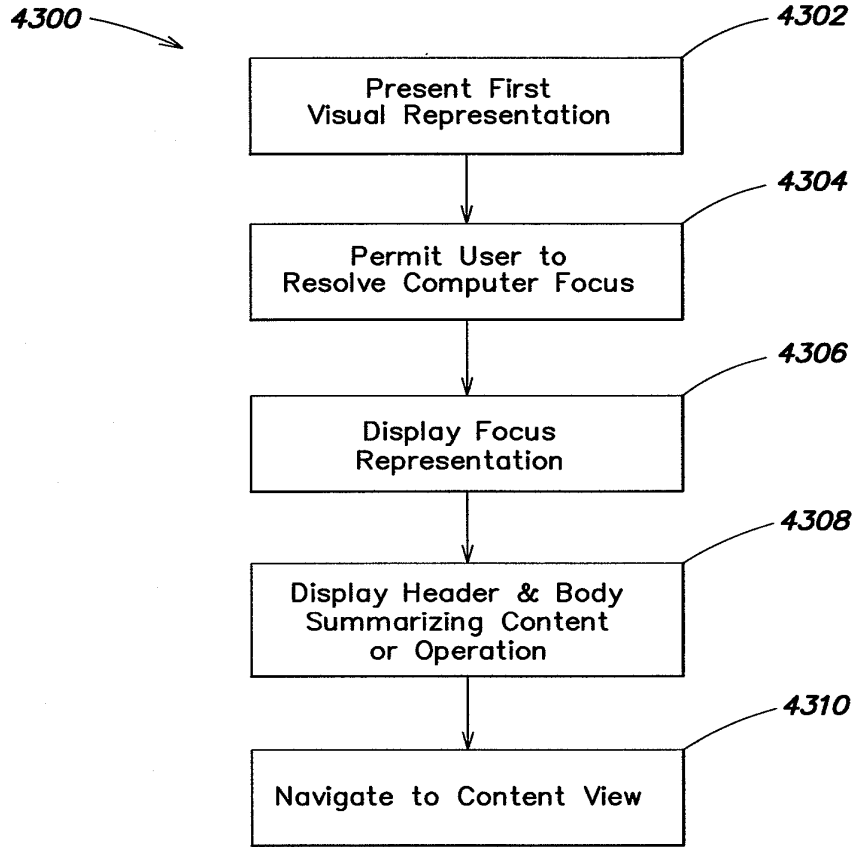 4300
4302
Present First
Visual Representation
4304
Permit User to
Resolve Computer Focus
4306
Display Focus
Representation
4308
Display Header & Body
Summarizing Content
or Operation
4310
Navigate to Content View